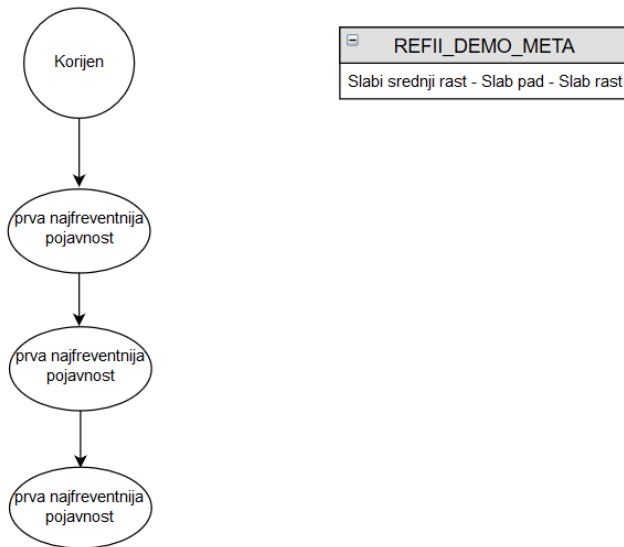 Korijen
REFII_DEMO_META
Slabi srednji rast - Slab pad - Slab rast
prva najfreventnija
pojavnost
prva najfreventnija
pojavnost
prva najfreventnija
pojavnost